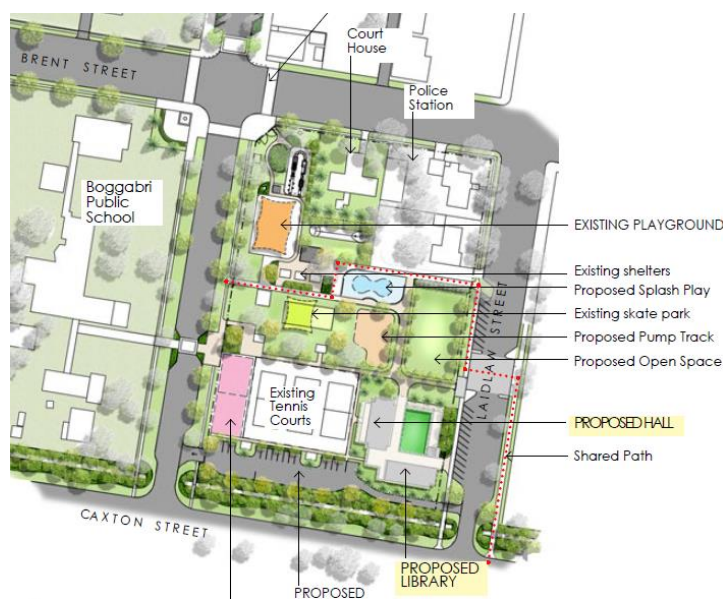 Court
House
BRENT STREET
Police
Station
Boggabri
Public
School
EXISTING PLAYGROUND
Existing shelters
Proposed Splash Play
Existing skate park
Proposed Pump Track
Proposed Open Space
LAIDLAW STREET
Existing
Tennis
Courts
PROPOSED HALL
Shared Path
CAXTON STREET
PROPOSED
LIBRARY
PROPOSED